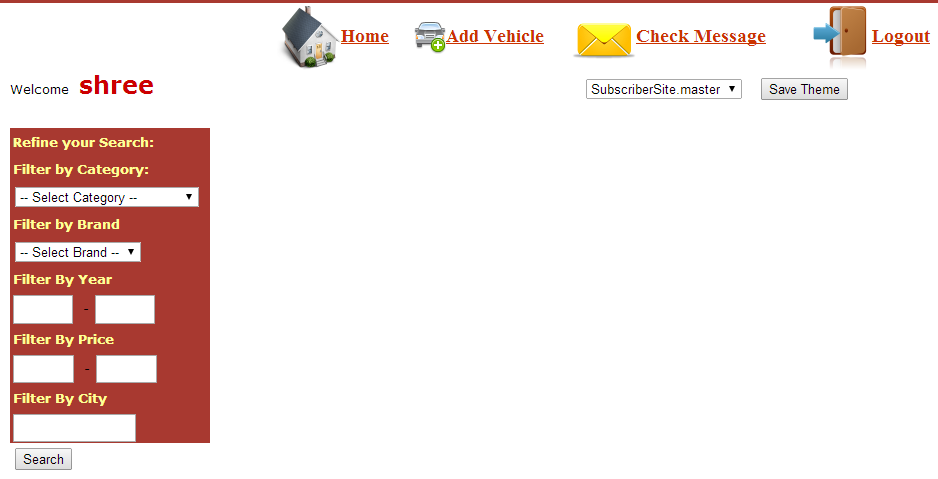 Home Add Vehicle Check Message Logout
Welcome shree SubscriberSite.master Save Theme
Refine your Search:
Filter by Category:
-- Select Category --
Filter by Brand
-- Select Brand --
Filter By Year
-
Filter By Price
-
Filter By City
Search